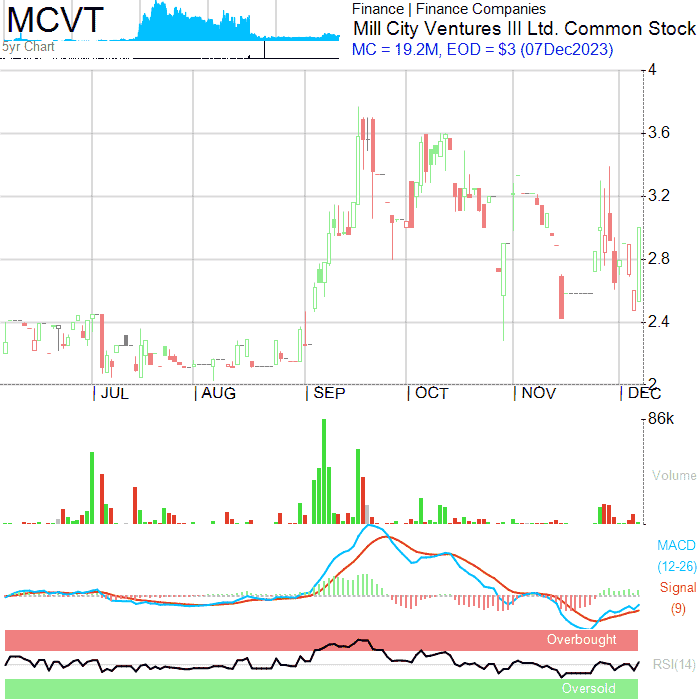 MCVT
5yr Chart
Finance | Finance Companies
Mill City Ventures III Ltd. Common Stock
MC = 19.2M, EOD = $3 (07Dec2023)
4
3.6
3.2
2.8
2.4
2
JUL AUG SEP OCT NOV DEC
86k
Volume
MACD
(12-26)
Signal
(9)
Overbought
RSI(14)
Oversold